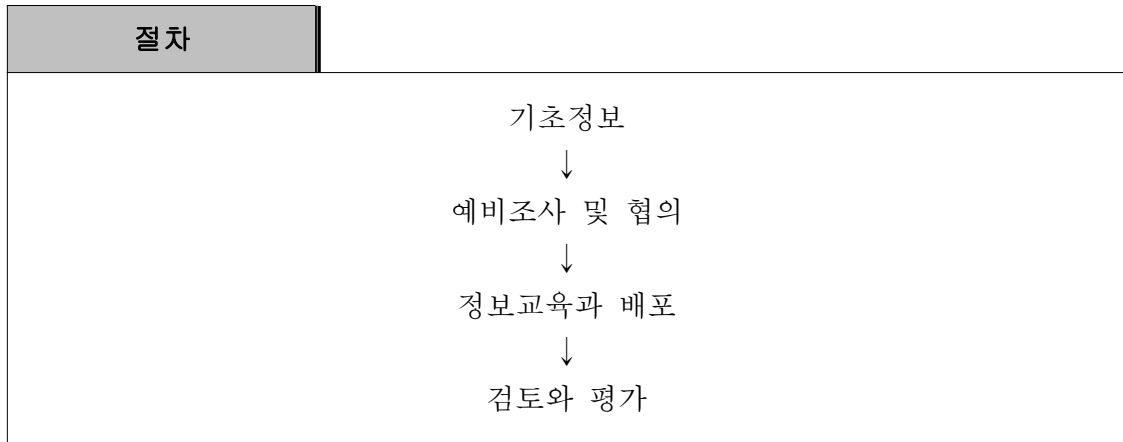 절차
기초정보
↓
예비조사 및 협의
↓
정보교육과 배포
↓
검토와 평가